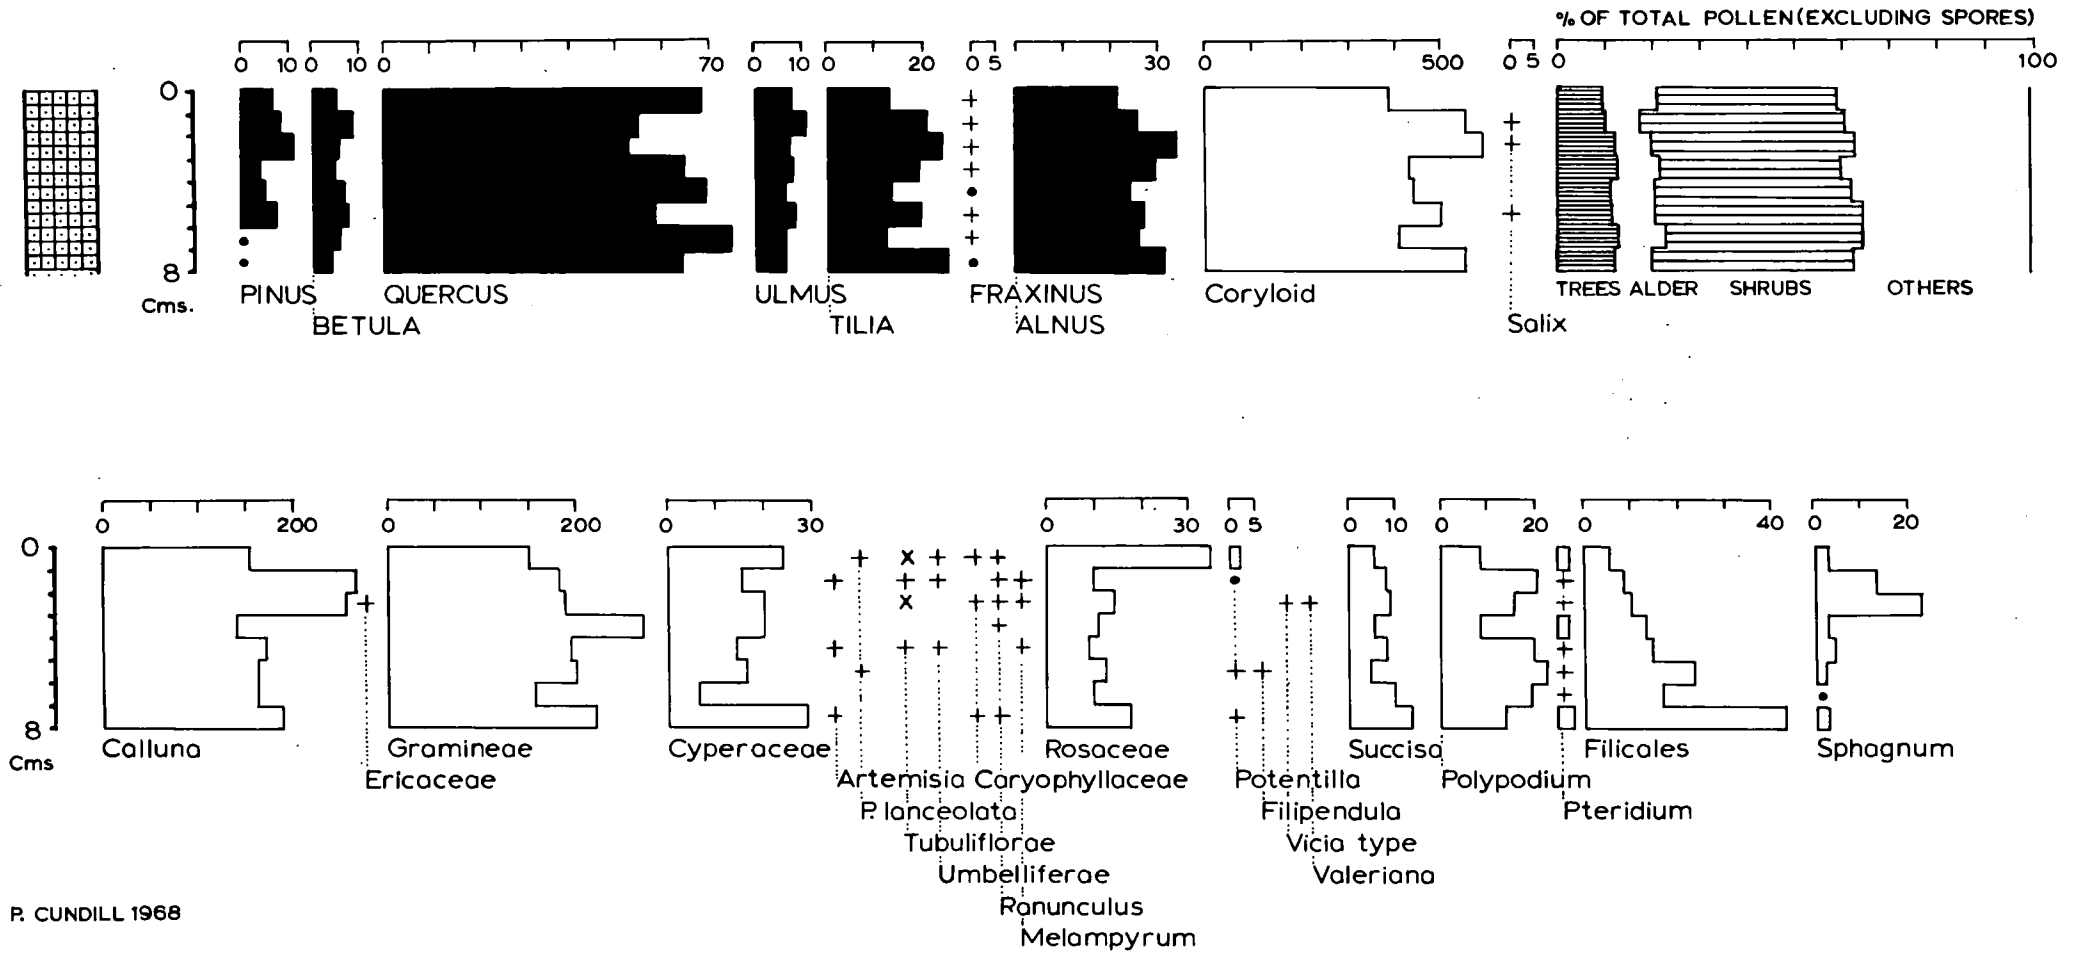 % OF TOTAL POLLEN (EXCLUDING SPORES)
0 10 0 10 0 70 0 10 0 20 0 5 30 0 500 0 5 0 100
0
8
Cms.
PINUS QUERCUS ULMUS FRAXINUS Coryloid TREES ALDER SHRUBS OTHERS
BETULA TILIA ALNUS Salix
0 200 0 200 0 30 0 30 0 5 0 10 0 20 0 40 0 20
0
8
Cms
Calluna Gramineae Cyperaceae Rosaceae Succisa Filicales Sphagnum
Ericaceae Artemisia Caryophyllaceae Potentilla Polypodium
P. lanceolata Filipendula Pteridium
Tubuliflorae Vicia type
Umbelliferae Valeriana
Ranunculus
Melampyrum
P. CUNDILL 1968